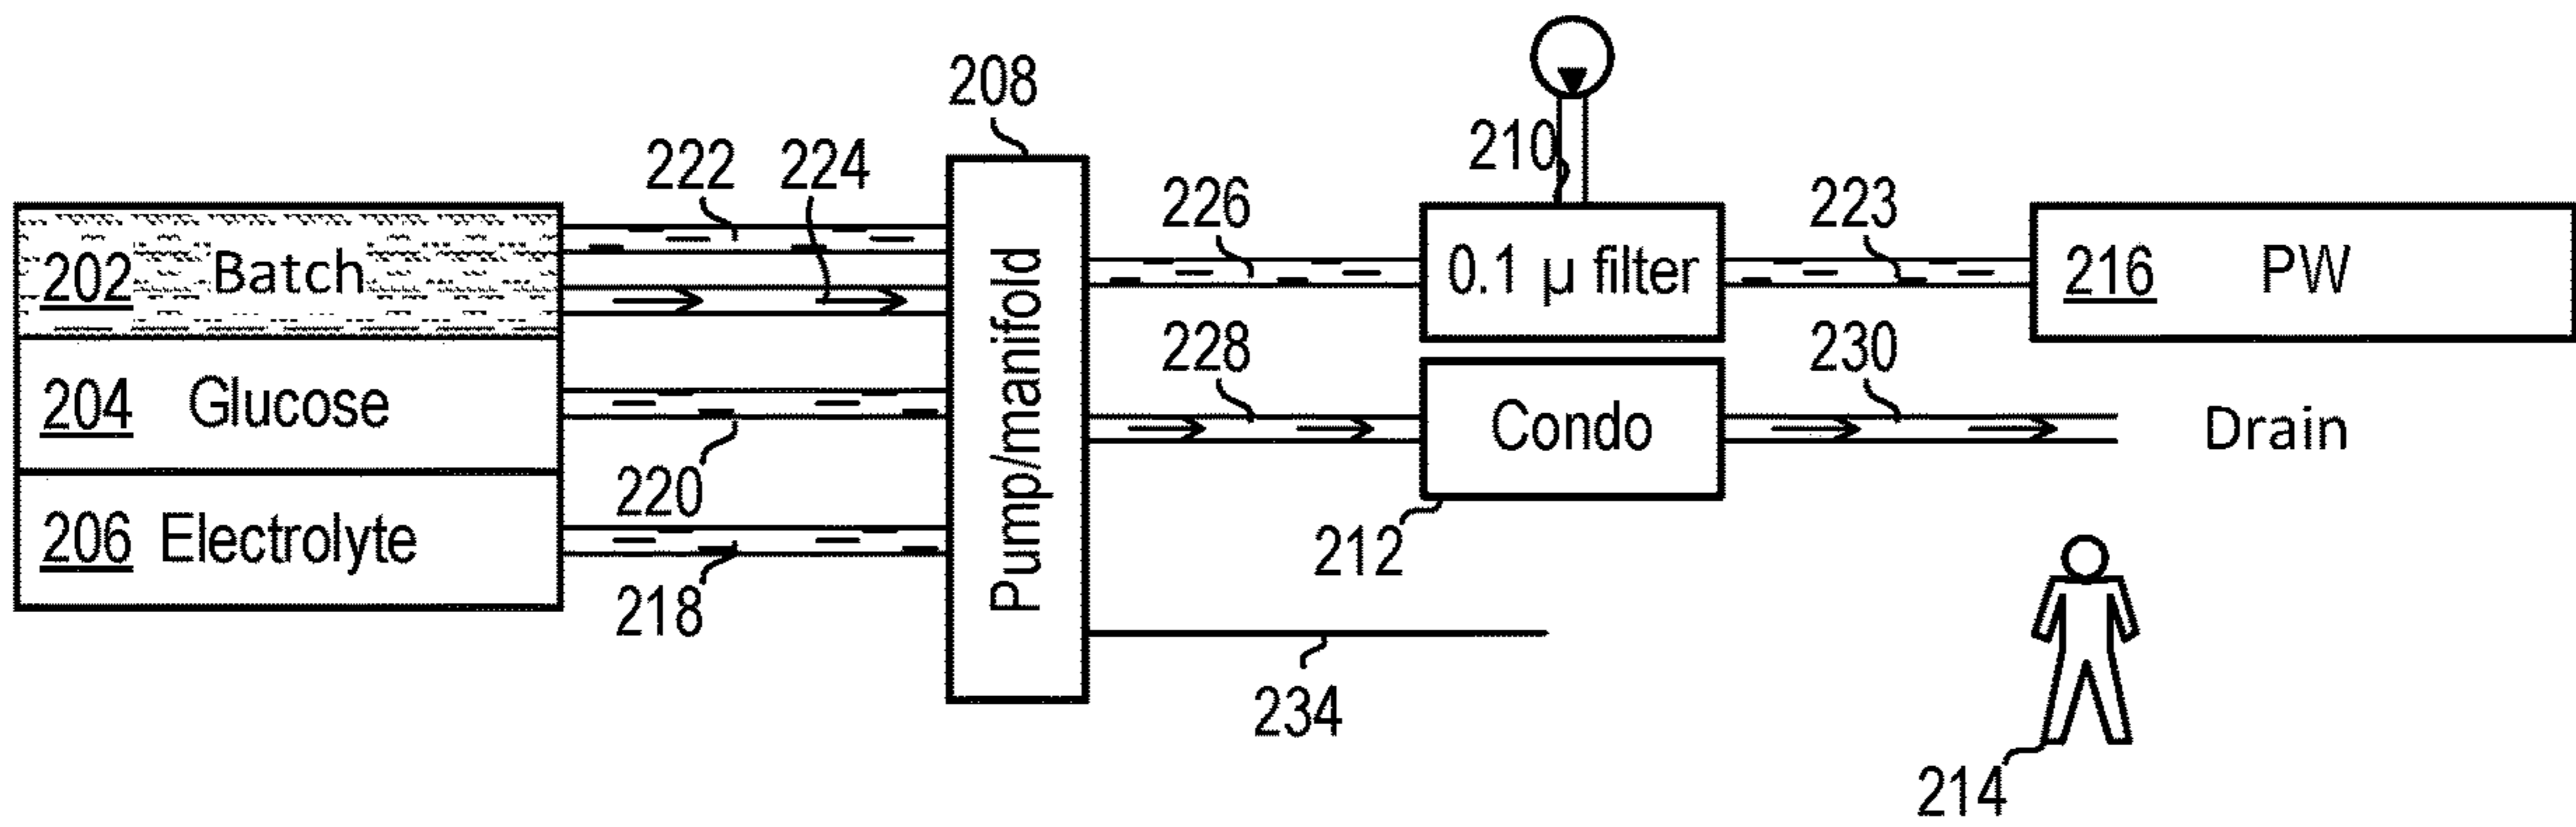 208
210
222 224
226
223
202 Batch
0.1 µ filter
216 PW
Pump/manifold
228
230
204 Glucose
Condo
Drain
220
206 Electrolyte
212
218
234
214